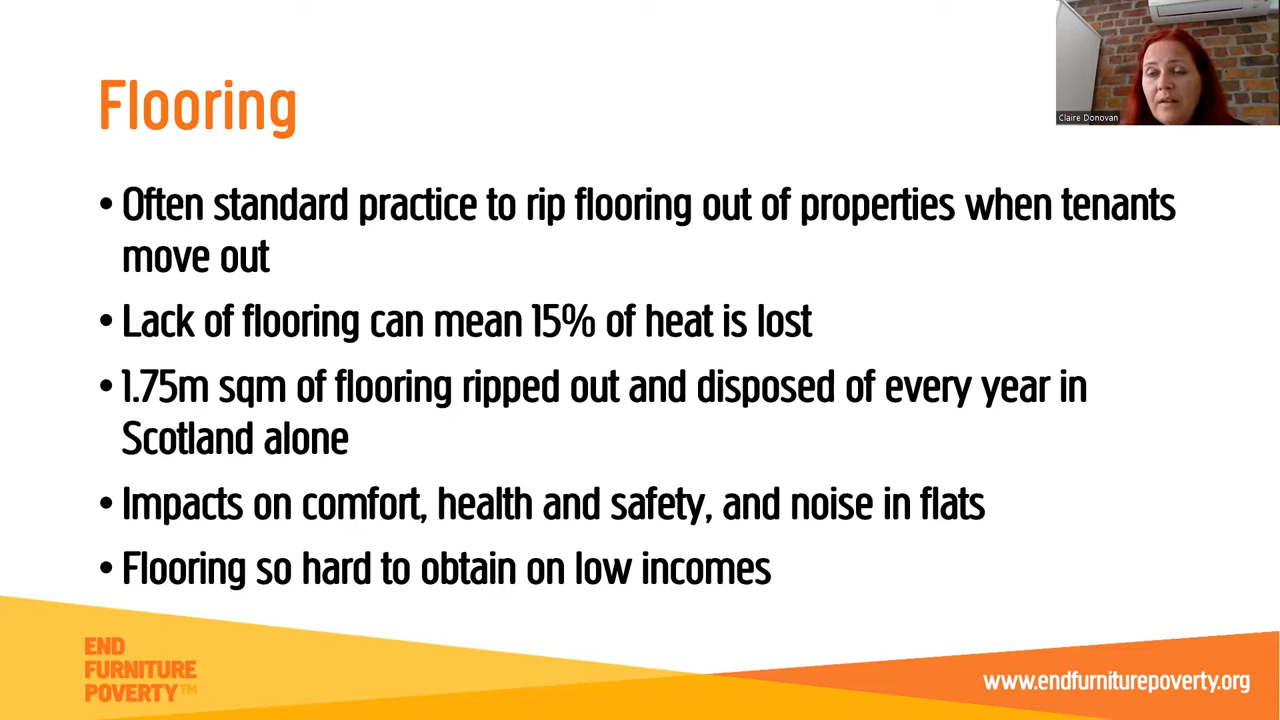 Flooring
Claire Donovan
• Often standard practice to rip flooring out of properties when tenants
move out
• Lack of flooring can mean 15% of heat is lost
• 1.75m sqm of flooring ripped out and disposed of every year in
Scotland alone
• Impacts on comfort, health and safety, and noise in flats
• Flooring so hard to obtain on low incomes
END
FURNITURE
POVERTY™
www.endfurniturepoverty.org